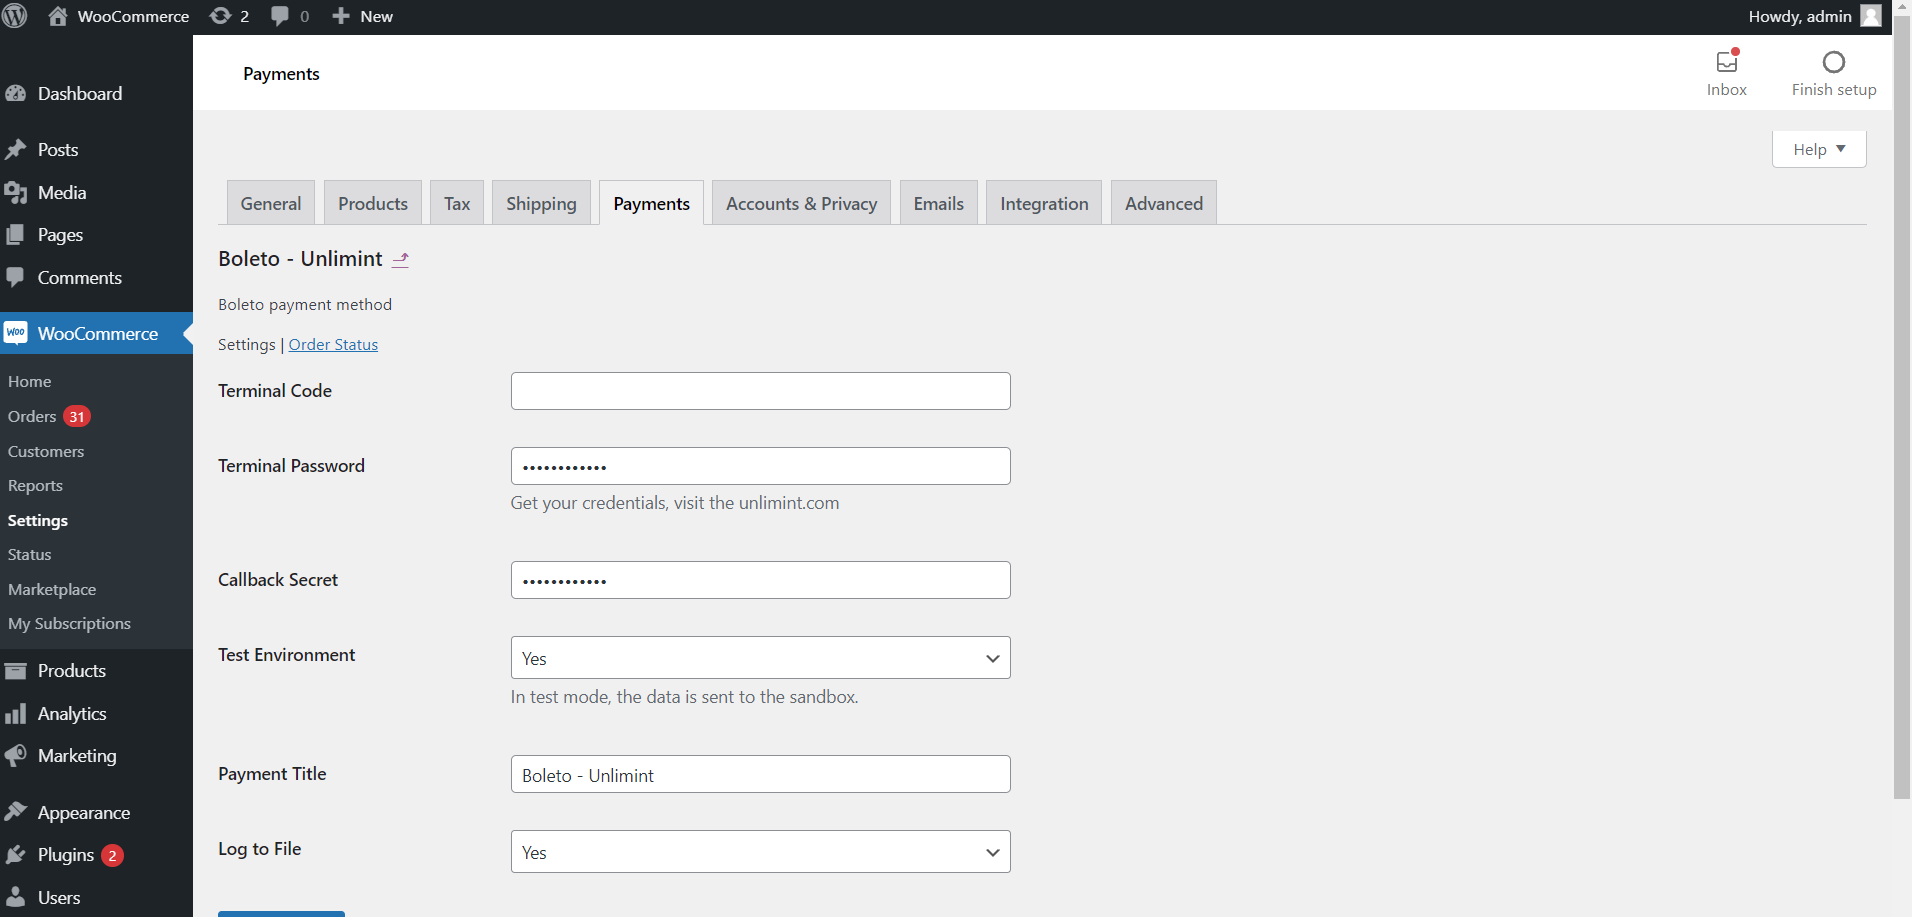 WooCommerce 2 0 New
Howdy, admin
Dashboard
Posts
Media
Pages
Comments
Woo WooCommerce
Home
Orders 31
Customers
Reports
Settings
Status
Marketplace
My Subscriptions
Products
Analytics
Marketing
Appearance
Plugins 2
Users
Payments
Inbox
Finish setup
Help
General Products Tax Shipping Payments Accounts & Privacy Emails Integration Advanced
Boleto - Unlimint
Boleto payment method
Settings | Order Status
Terminal Code
Terminal Password ••••••••••••
Get your credentials, visit the unlimint.com
Callback Secret ••••••••••••
Test Environment Yes
In test mode, the data is sent to the sandbox.
Payment Title Boleto - Unlimint
Log to File Yes